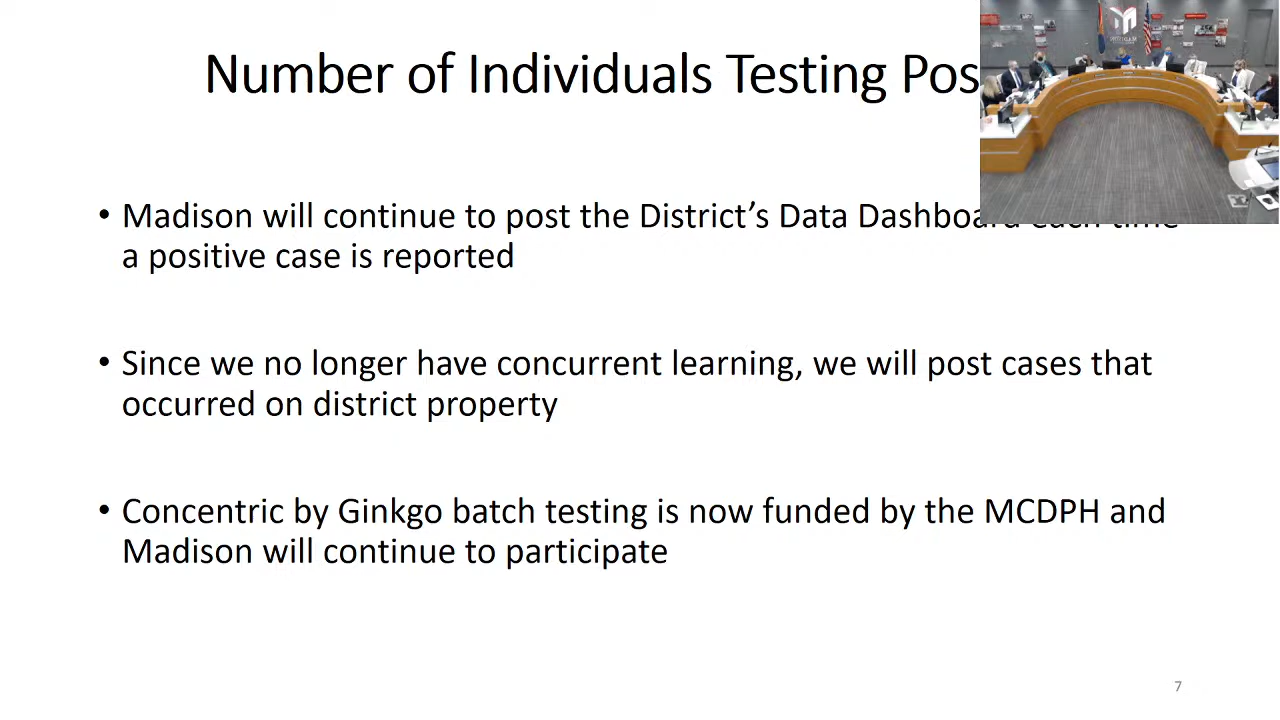 Number of Individuals Testing Pos
• Madison will continue to post the District’s Data Dashboard each time
a positive case is reported
• Since we no longer have concurrent learning, we will post cases that
occurred on district property
• Concentric by Ginkgo batch testing is now funded by the MCDPH and
Madison will continue to participate
7